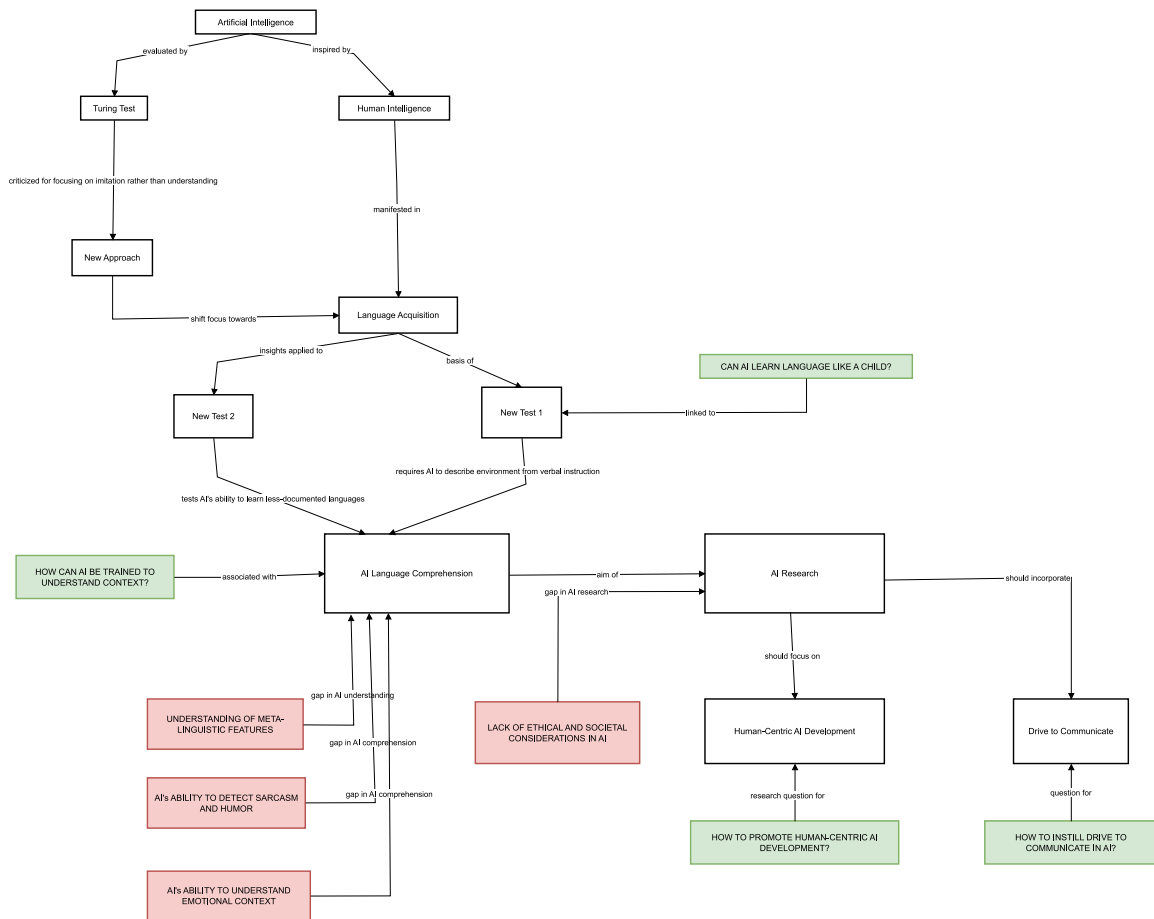 Artificial Intelligence
evaluated by
inspired by
Turing Test
Human Intelligence
criticized for focusing on imitation rather than understanding
manifested in
New Approach
Language Acquisition
shift focus towards
insights applied to
basis of
CAN AI LEARN LANGUAGE LIKE A CHILD?
New Test 2
New Test 1
linked to
requires AI to describe environment from verbal instruction
tests AI's ability to learn less-documented languages
HOW CAN AI BE TRAINED TO
UNDERSTAND CONTEXT?
associated with
AI Language Comprehension
aim of
gap in AI research
AI Research
should incorporate
should focus on
gap in AI understanding
UNDERSTANDING OF META-
LINGUISTIC FEATURES
gap in AI comprehension
LACK OF ETHICAL AND SOCIETAL
CONSIDERATIONS IN AI
Human-Centric AI Development
Drive to Communicate
AI's ABILITY TO DETECT SARCASM
AND HUMOR
gap in AI comprehension
research question for
question for
HOW TO PROMOTE HUMAN-CENTRIC AI
DEVELOPMENT?
HOW TO INSTILL DRIVE TO
COMMUNICATE IN AI?
AI's ABILITY TO UNDERSTAND
EMOTIONAL CONTEXT